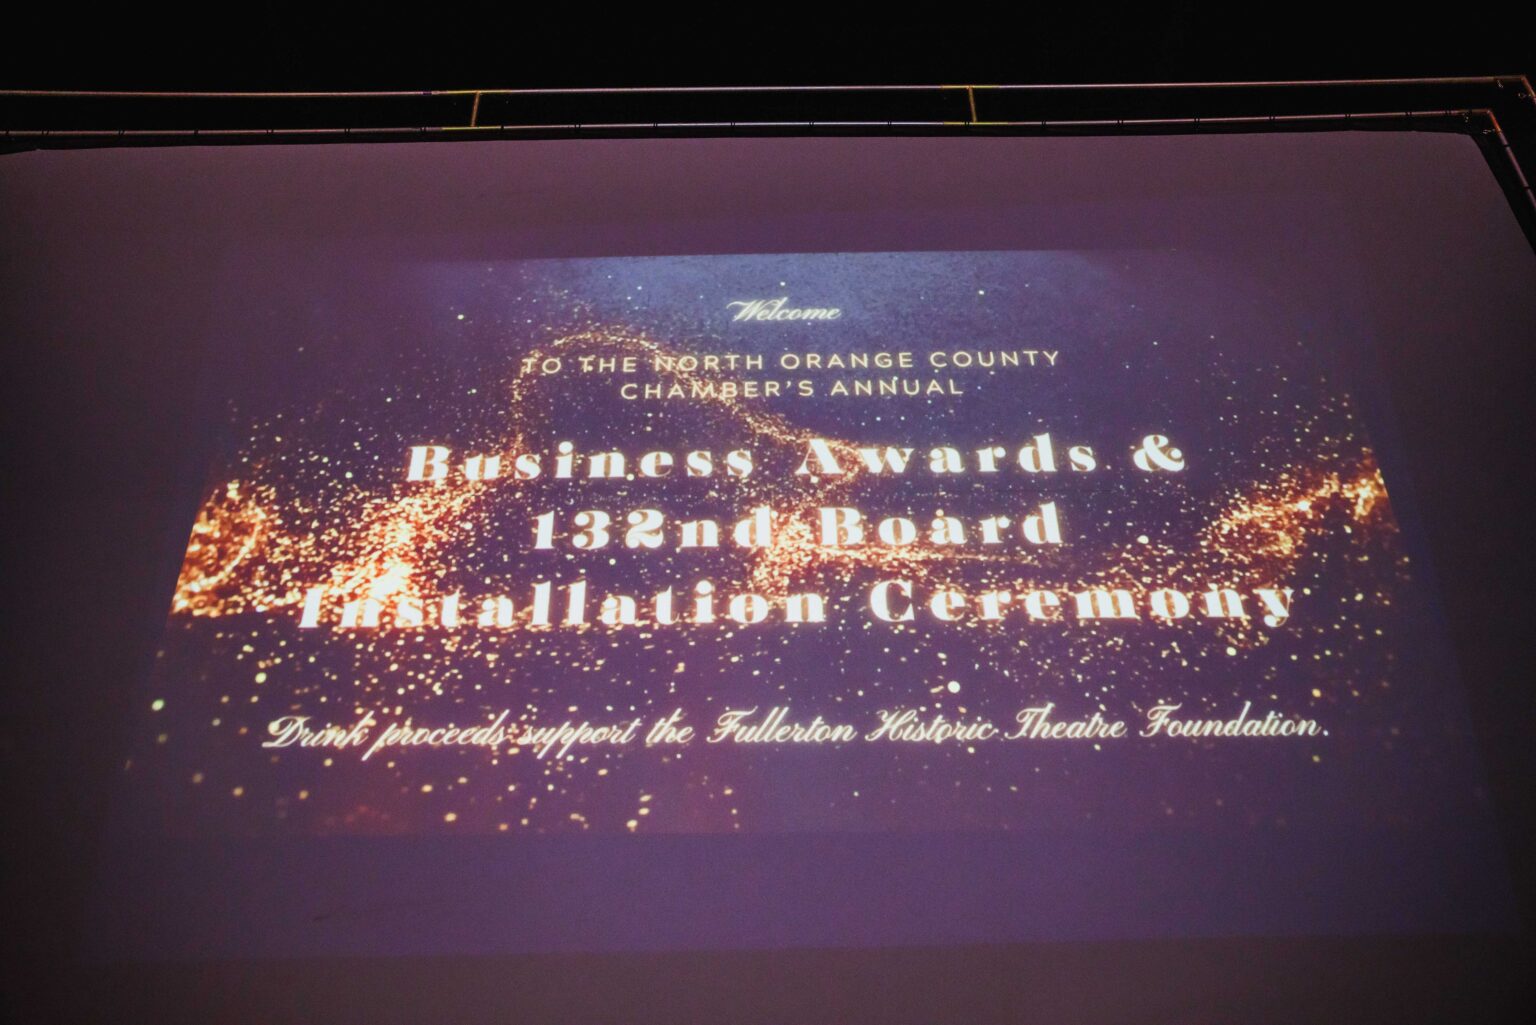 Welcome
TO THE NORTH ORANGE COUNTY
CHAMBER'S ANNUAL
Business Awards &
132nd Board
Installation Ceremony
Drink proceeds support the Fullerton Historic Theatre Foundation.